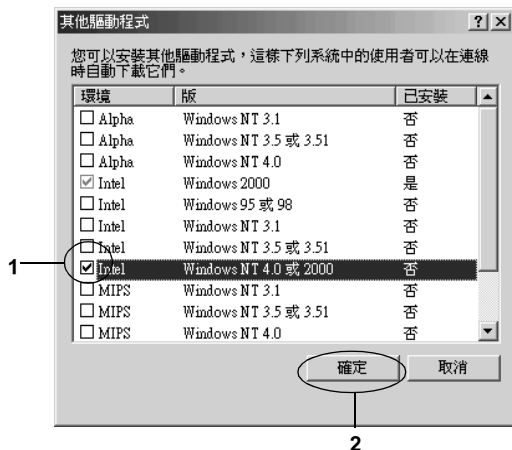 其他驅動程式
您可以安裝其他驅動程式，這樣下列系統中的使用者可以在連線
時自動下載它們。
環境 版 已安裝
Alpha Windows NT 3.1 否
Alpha Windows NT 3.5 或 3.51 否
Alpha Windows NT 4.0 否
Intel Windows 2000 是
Intel Windows 95 或 98 否
Intel Windows NT 3.1 否
Intel Windows NT 3.5 或 3.51 否
1
Intel Windows NT 4.0 或 2000 否
MIPS Windows NT 3.1 否
MIPS Windows NT 3.5 或 3.51 否
MIPS Windows NT 4.0 否
確定 取消
2